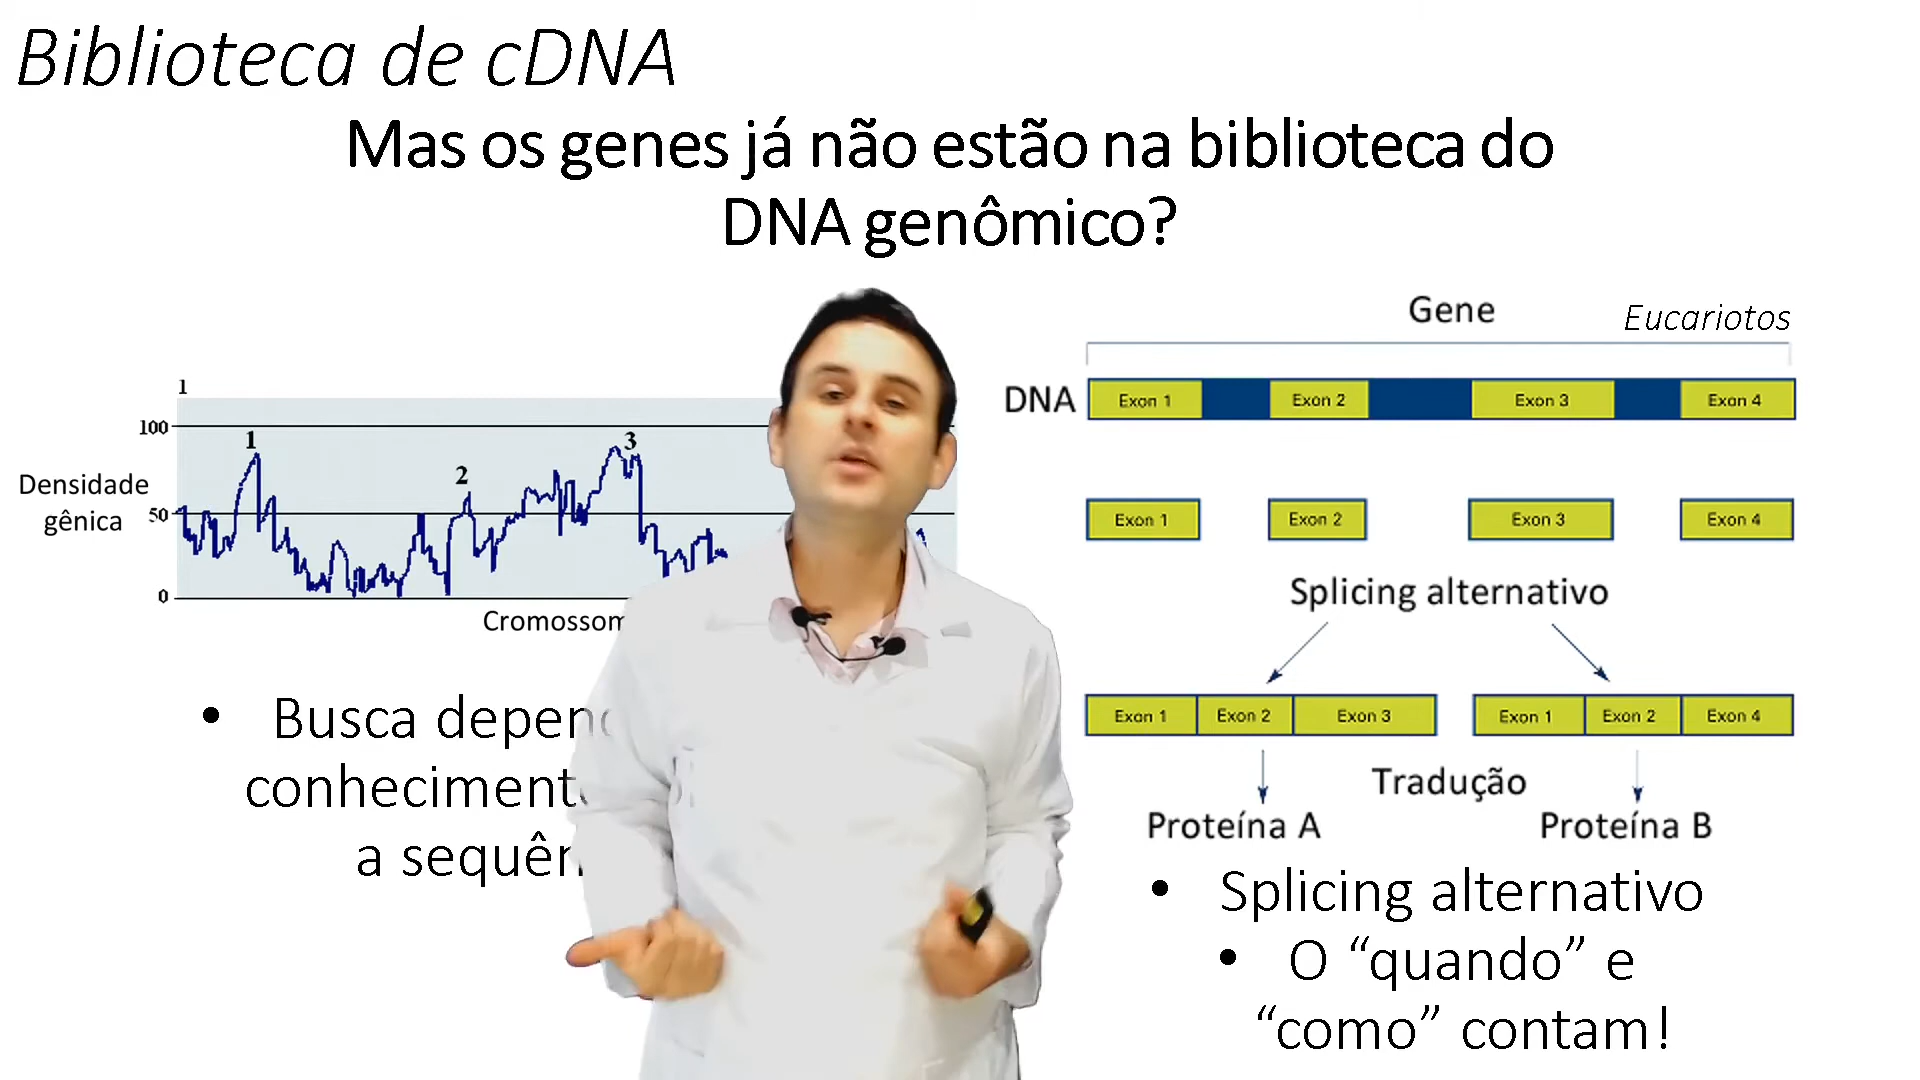 Biblioteca de cDNA
Mas os genes já não estão na biblioteca do
DNA genômico?
1
100
50
0
1
2
3
Densidade
gênica
Cromossom
• Busca depen
conheciment
a sequên
Gene
Eucariotos
DNA
Exon 1
Exon 2
Exon 3
Exon 4
Exon 1
Exon 2
Exon 3
Exon 4
Splicing alternativo
Exon 1
Exon 2
Exon 3
Exon 1
Exon 2
Exon 4
Tradução
Proteína A
Proteína B
• Splicing alternativo
• O “quando” e
“como” contam!